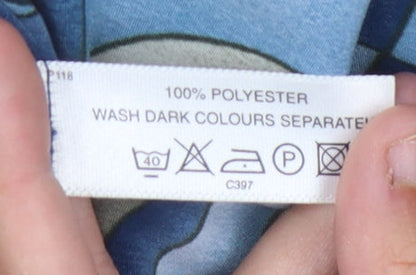 P118
100% POLYESTER
WASH DARK COLOURS SEPARATEL
40 P
C397